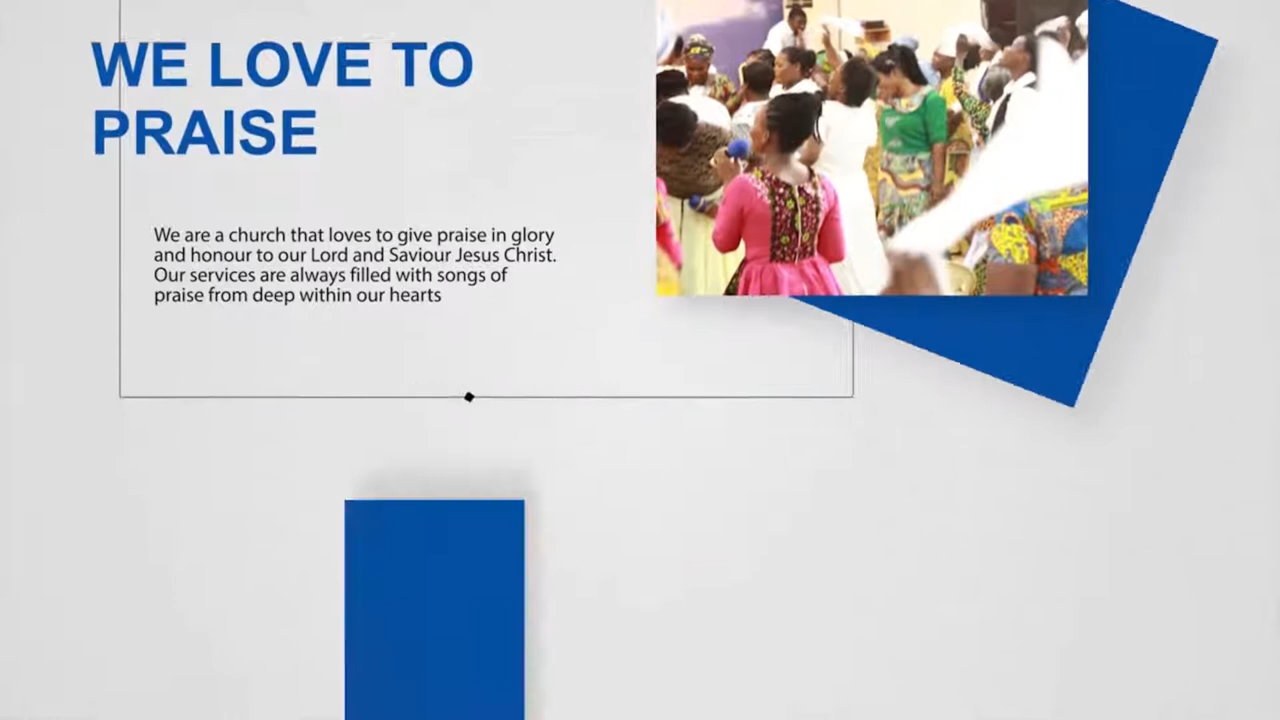 WE LOVE TO
PRAISE
We are a church that loves to give praise in glory
and honour to our Lord and Saviour Jesus Christ.
Our services are always filled with songs of
praise from deep within our hearts